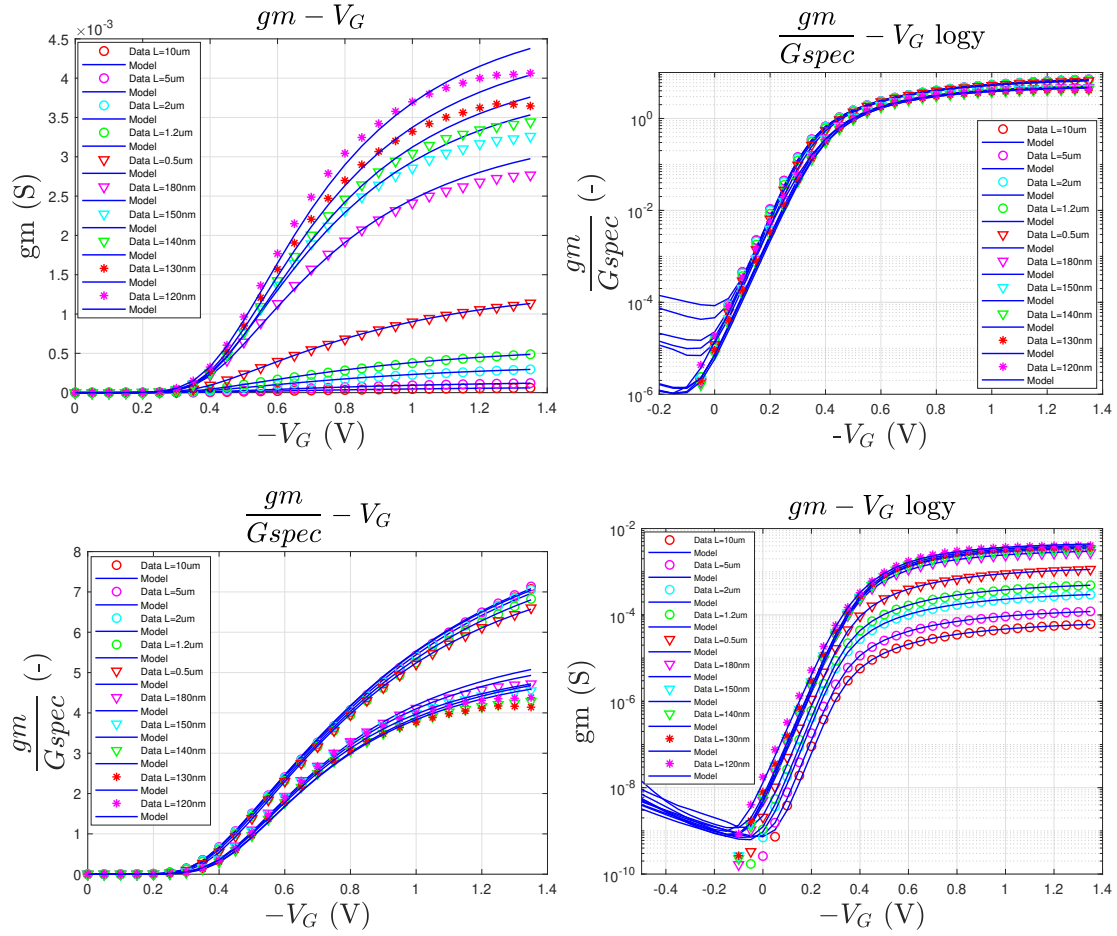 gm − V_G
×10^-3
4.5
4
3.5
3
2.5
2
1.5
1
0.5
0
gm (S)
Data L=10um
Model
Data L=5um
Model
Data L=2um
Model
Data L=1.2um
Model
Data L=0.5um
Model
Data L=180nm
Model
Data L=150nm
Model
Data L=140nm
Model
Data L=130nm
Model
Data L=120nm
Model
0 0.2 0.4 0.6 0.8 1 1.2 1.4
−V_G (V)
gm/Gspec − V_G logy
10^0
10^-2
10^-4
10^-6
gm/Gspec (-)
Data L=10um
Model
Data L=5um
Model
Data L=2um
Model
Data L=1.2um
Model
Data L=0.5um
Model
Data L=180nm
Model
Data L=150nm
Model
Data L=140nm
Model
Data L=130nm
Model
Data L=120nm
Model
-0.2 0 0.2 0.4 0.6 0.8 1 1.2 1.4
-V_G (V)
gm/Gspec − V_G
8
7
6
5
4
3
2
1
0
gm/Gspec (-)
Data L=10um
Model
Data L=5um
Model
Data L=2um
Model
Data L=1.2um
Model
Data L=0.5um
Model
Data L=180nm
Model
Data L=150nm
Model
Data L=140nm
Model
Data L=130nm
Model
Data L=120nm
Model
0 0.2 0.4 0.6 0.8 1 1.2 1.4
−V_G (V)
gm − V_G logy
10^-2
10^-4
10^-6
10^-8
10^-10
gm (S)
Data L=10um
Model
Data L=5um
Model
Data L=2um
Model
Data L=1.2um
Model
Data L=0.5um
Model
Data L=180nm
Model
Data L=150nm
Model
Data L=140nm
Model
Data L=130nm
Model
Data L=120nm
Model
-0.4 -0.2 0 0.2 0.4 0.6 0.8 1 1.2 1.4
−V_G (V)